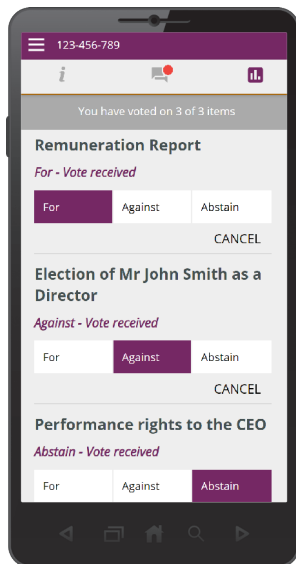 123-456-789
i
You have voted on 3 of 3 items
Remuneration Report
For - Vote received
For Against Abstain
CANCEL
Election of Mr John Smith as a
Director
Against - Vote received
For Against Abstain
CANCEL
Performance rights to the CEO
Abstain - Vote received
For Against Abstain